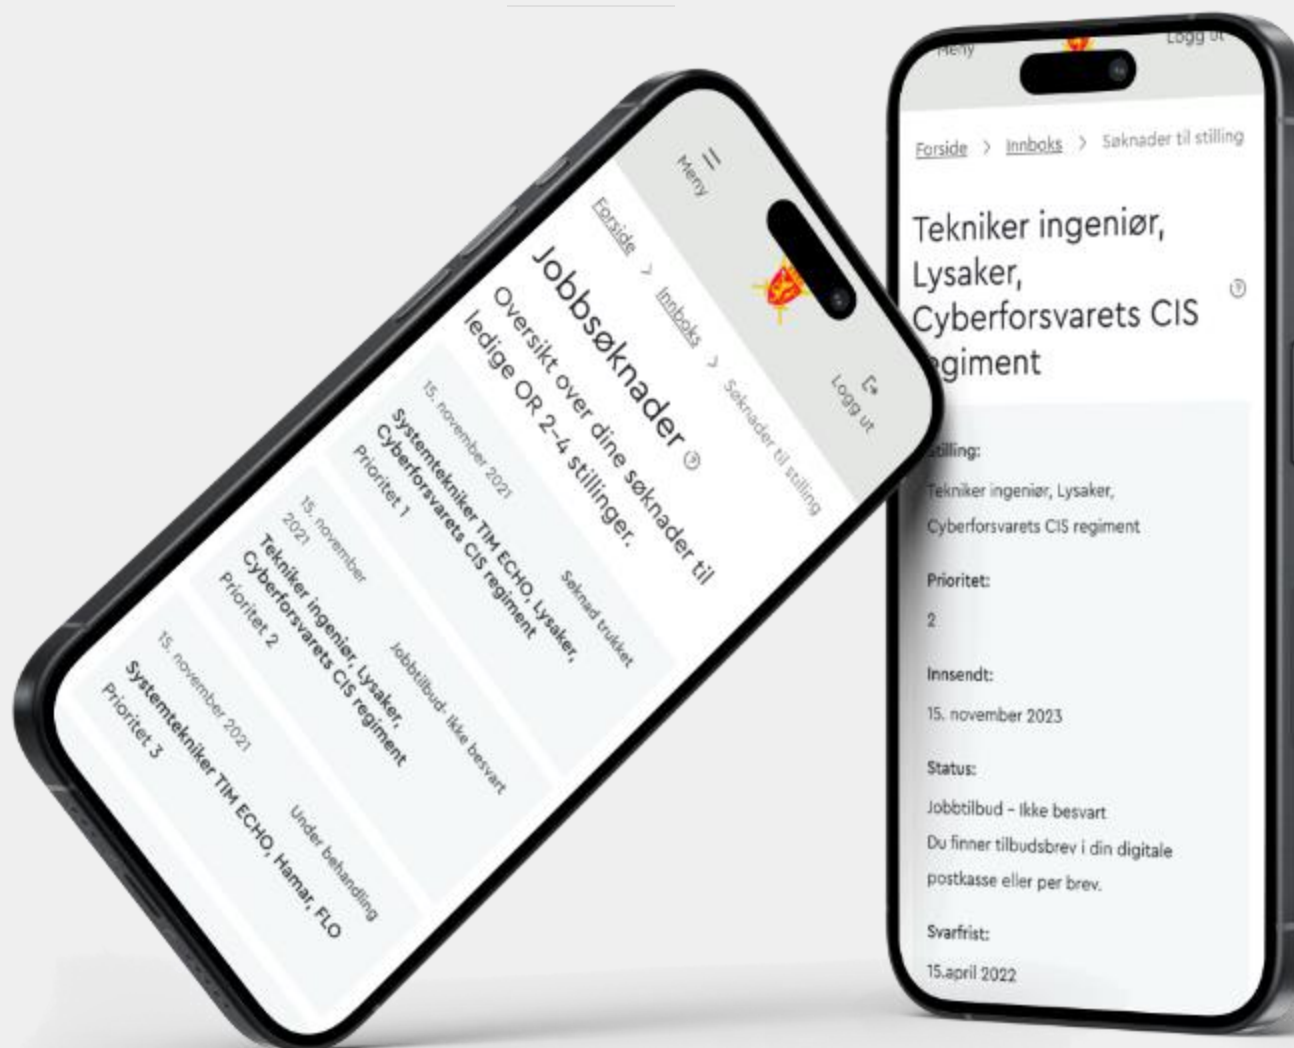 Meny
Logg ut
Forside > Innboks > Søknader til stilling
Jobbsøknader
Oversikt over dine søknader til
ledige OR 2-4 stillinger.
15. november 2021
Søknad trukket
Systemtekniker TIM ECHO, Lysaker,
Cyberforsvarets CIS regiment
Prioritet 1
15. november
2021
Jobbtilbud- Ikke besvart
Tekniker ingeniør, Lysaker,
Cyberforsvarets CIS regiment
Prioritet 2
15. november 2021
Under behandling
Systemtekniker TIM ECHO, Hamar, FLO
Prioritet 3
Meny
Logg ut
Forside > Innboks > Søknader til stilling
Tekniker ingeniør,
Lysaker,
Cyberforsvarets CIS
egiment
tilling:
Tekniker ingeniør, Lysaker,
Cyberforsvarets CIS regiment
Prioritet:
2
Innsendt:
15. november 2023
Status:
Jobbtilbud – Ikke besvart
Du finner tilbudsbrev i din digitale
postkasse eller per brev.
Svarfrist:
15.april 2022